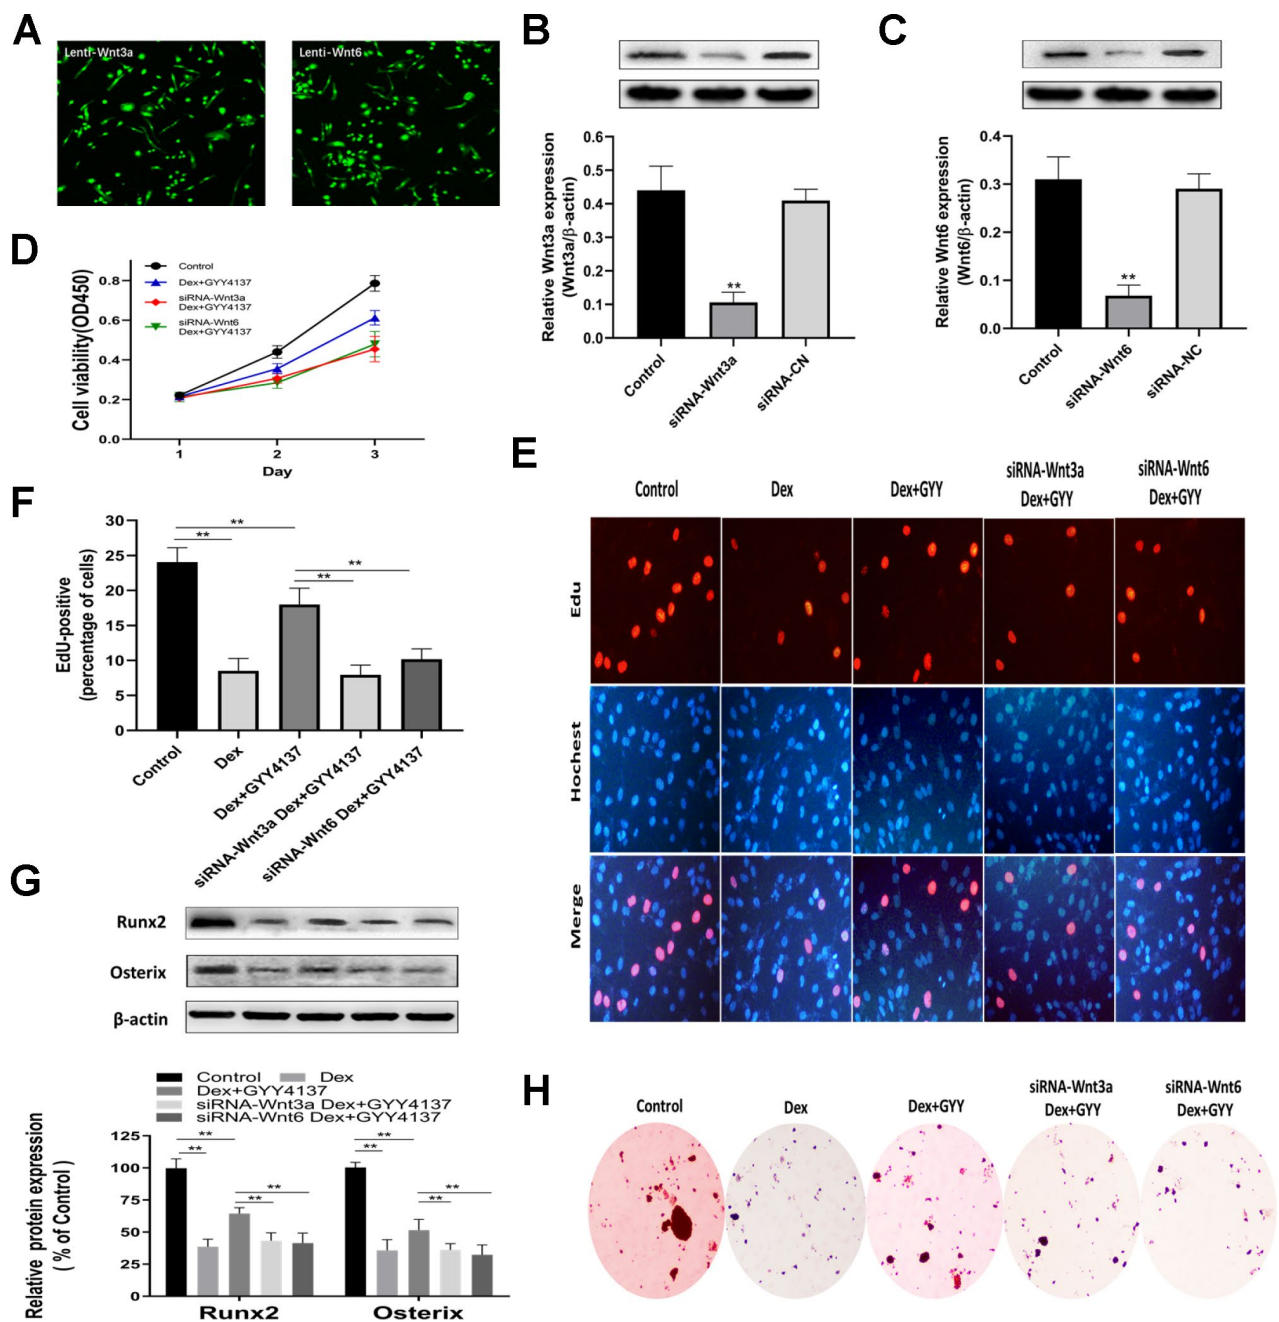 A
Lenti-Wnt3a
Lenti-Wnt6
B
Relative Wnt3a expression
(Wnt3a/β-actin)
0.6
0.5
0.4
0.3
0.2
0.1
0.0
**
Control
siRNA-Wnt3a
siRNA-CN
C
Relative Wnt6 expression
(Wnt6/β-actin)
0.4
0.3
0.2
0.1
0.0
**
Control
siRNA-Wnt6
siRNA-NC
D
Cell viability(OD450)
0.8
0.6
0.4
0.2
0.0
Control
Dex+GYY4137
siRNA-Wnt3a
Dex+GYY4137
siRNA-Wnt6
Dex+GYY4137
1
2
3
Day
E
Control
Dex
Dex+GYY
siRNA-Wnt3a
Dex+GYY
siRNA-Wnt6
Dex+GYY
Edu
Hochest
Merge
F
EdU-positive
(percentage of cells)
30
25
20
15
10
5
0
**
**
**
**
Control
Dex
Dex+GYY4137
siRNA-Wnt3a Dex+GYY4137
siRNA-Wnt6 Dex+GYY4137
G
Runx2
Osterix
β-actin
Control
Dex
Dex+GYY4137
siRNA-Wnt3a Dex+GYY4137
siRNA-Wnt6 Dex+GYY4137
Relative protein expression
( % of Control )
125
100
75
50
25
0
**
**
**
**
**
**
**
**
Runx2
Osterix
H
Control
Dex
Dex+GYY
siRNA-Wnt3a
Dex+GYY
siRNA-Wnt6
Dex+GYY